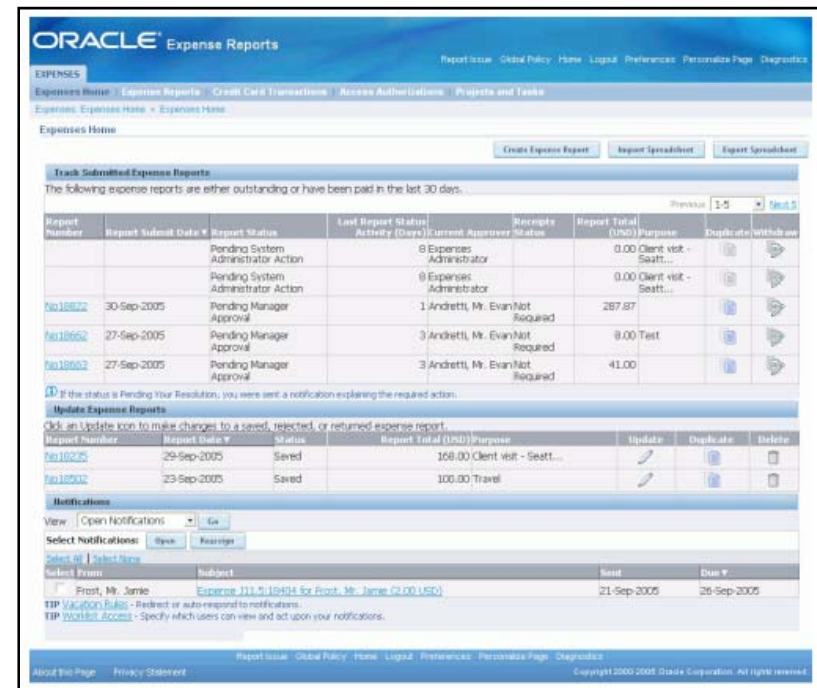 ORACLE Expense Reports
Report Issue Global Policy Home Logout Preferences Personalize Page Diagnostics
EXPENSES
Expenses Home | Expense Reports | Credit Card Transactions | Access Authorizations | Projects and Tasks
Expenses: Expenses Home > Expenses Home
Expenses Home
Create Expense Report Import Spreadsheet Export Spreadsheet
Track Submitted Expense Reports
The following expense reports are either outstanding or have been paid in the last 30 days.
Previous 1-5 Next 5
Report Number Report Submit Date Report Status Last Report Status Activity (Days) Current Approver Receipts Status Report Total (USD) Purpose Duplicate Withdraw
Pending System Administrator Action 8 Expenses Administrator 0.00 Client visit - Seatt...
Pending System Administrator Action 8 Expenses Administrator 0.00 Client visit - Seatt...
30-Sep-2005 Pending Manager Approval 1 Andretti, Mr. Evan Not Required 287.87
27-Sep-2005 Pending Manager Approval 3 Andretti, Mr. Evan Not Required 8.00 Test
27-Sep-2005 Pending Manager Approval 3 Andretti, Mr. Evan Not Required 41.00
If the status is Pending Your Resolution, you were sent a notification explaining the required action.
Update Expense Reports
Click an Update icon to make changes to a saved, rejected, or returned expense report.
Report Number Report Date Status Report Total (USD) Purpose Update Duplicate Delete
29-Sep-2005 Saved 168.00 Client visit - Seatt...
23-Sep-2005 Saved 100.00 Travel
Notifications
View Open Notifications Go
Select Notifications: Open Reassign
Select All | Select None
Select From Subject Sent Due
Frost, Mr. Jamie for Frost, Mr. Jamie (2.00 USD) 21-Sep-2005 26-Sep-2005
TIP Vacation Rules - Redirect or auto-respond to notifications.
TIP Worklist Access - Specify which users can view and act upon your notifications.
Report Issue Global Policy Home Logout Preferences Personalize Page Diagnostics
About this Page Privacy Statement Copyright 2000-2005 Oracle Corporation. All rights reserved.